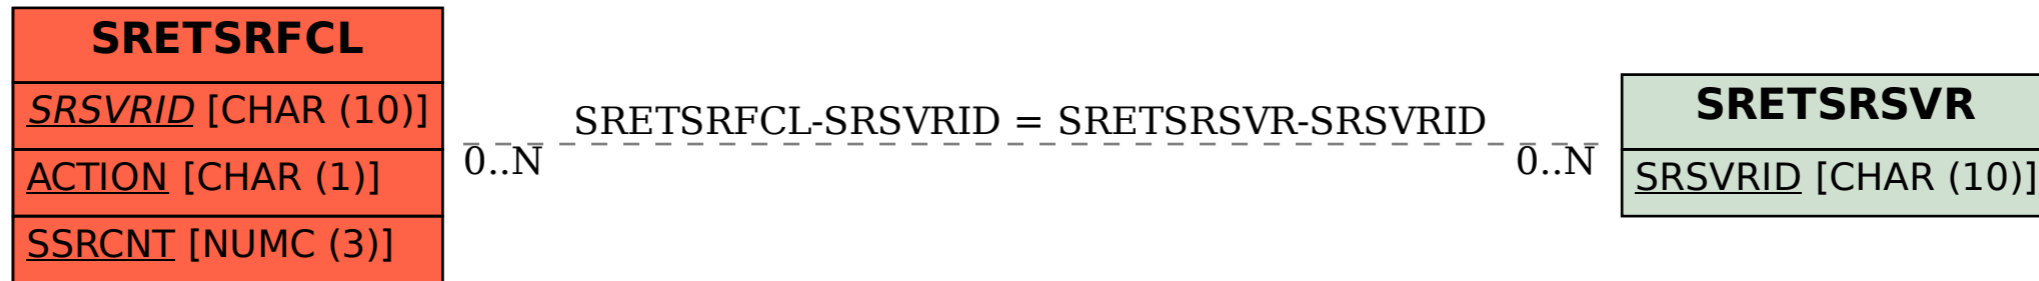 SRETSRFCL
SRSVRID [CHAR (10)]
ACTION [CHAR (1)]
SSRCNT [NUMC (3)]
SRETSRFCL-SRSVRID = SRETSRSVR-SRSVRID
0..N
0..N
SRETSRSVR
SRSVRID [CHAR (10)]